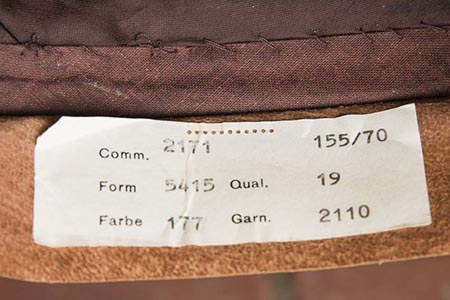 Comm. 2171 155/70
Form 5415 Qual. 19
Farbe 177 Garn. 2110